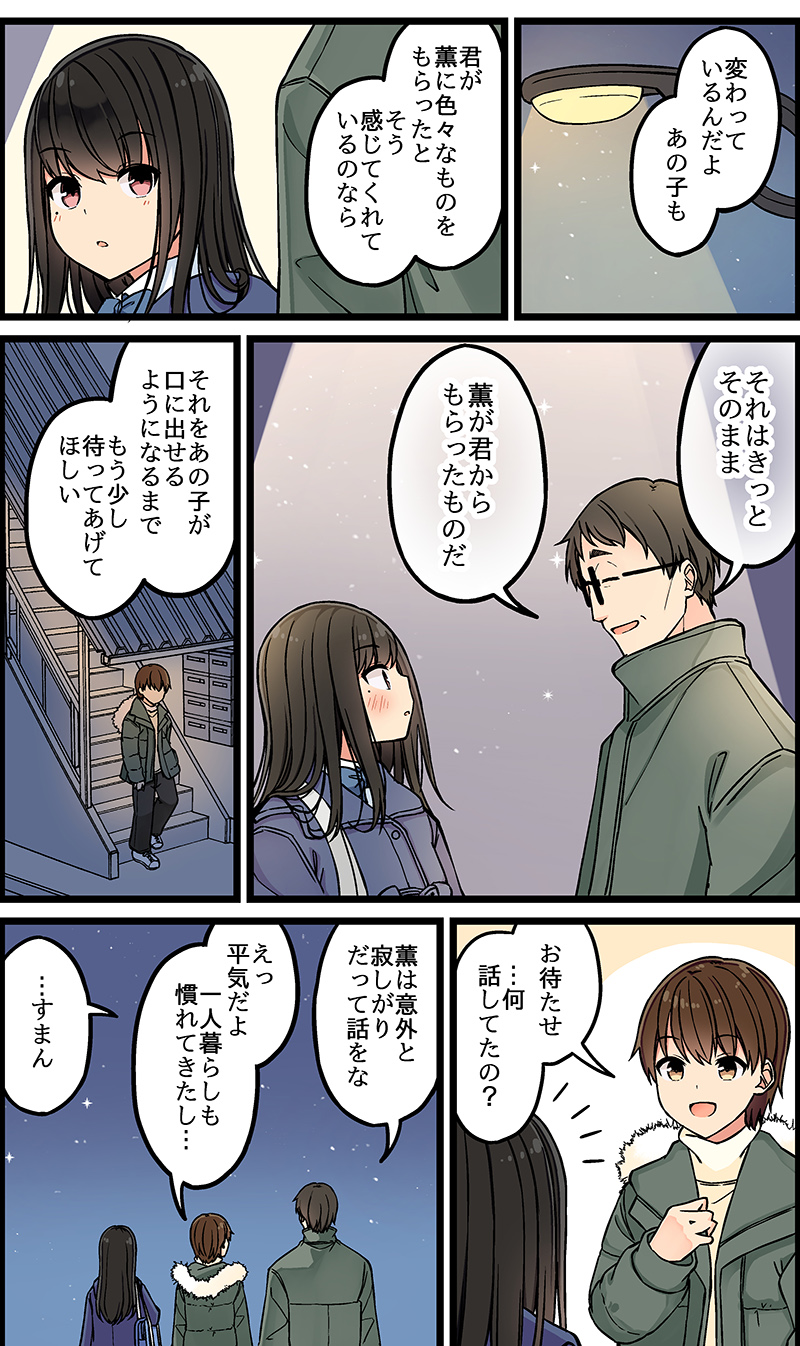 変わって
いるんだよ
あの子も
君が
薫に色々なものを
もらったと
そう
感じてくれて
いるのなら
それはきっと
そのまま
薫が君から
もらったものだ
それをあの子が
口に出せる
ようになるまで
もう少し
待ってあげて
ほしい
お待たせ
…何
話してたの？
薫は意外と
寂しがり
だって話をな
えっ
平気だよ
一人暮らしも
慣れてきたし…
…すまん